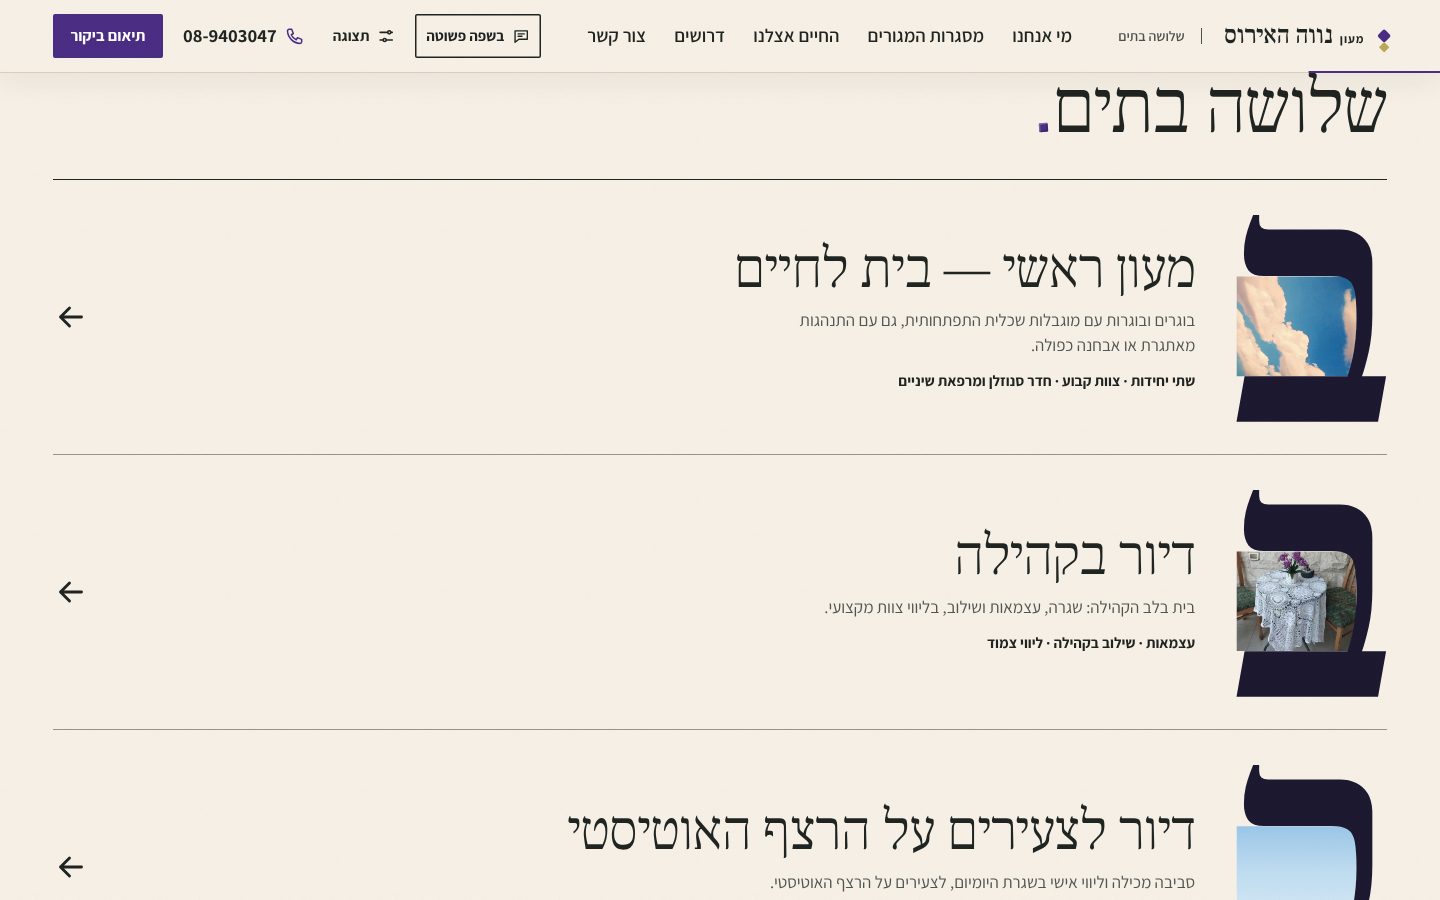 מעון נווה האירוס
שלושה בתים
מי אנחנו
מסגרות המגורים
החיים אצלנו
דרושים
צור קשר
בשפה פשוטה
תצוגה
08-9403047
תיאום ביקור
שלושה בתים.
ב
מעון ראשי — בית לחיים
בוגרים ובוגרות עם מוגבלות שכלית התפתחותית, גם עם התנהגות
מאתגרת או אבחנה כפולה.
שתי יחידות · צוות קבוע · חדר סנוזלן ומרפאת שיניים
ב
דיור בקהילה
בית בלב הקהילה: שגרה, עצמאות ושילוב, בליווי צוות מקצועי.
עצמאות · שילוב בקהילה · ליווי צמוד
ב
דיור לצעירים על הרצף האוטיסטי
סביבה מכילה וליווי אישי בשגרת היומיום, לצעירים על הרצף האוטיסטי.